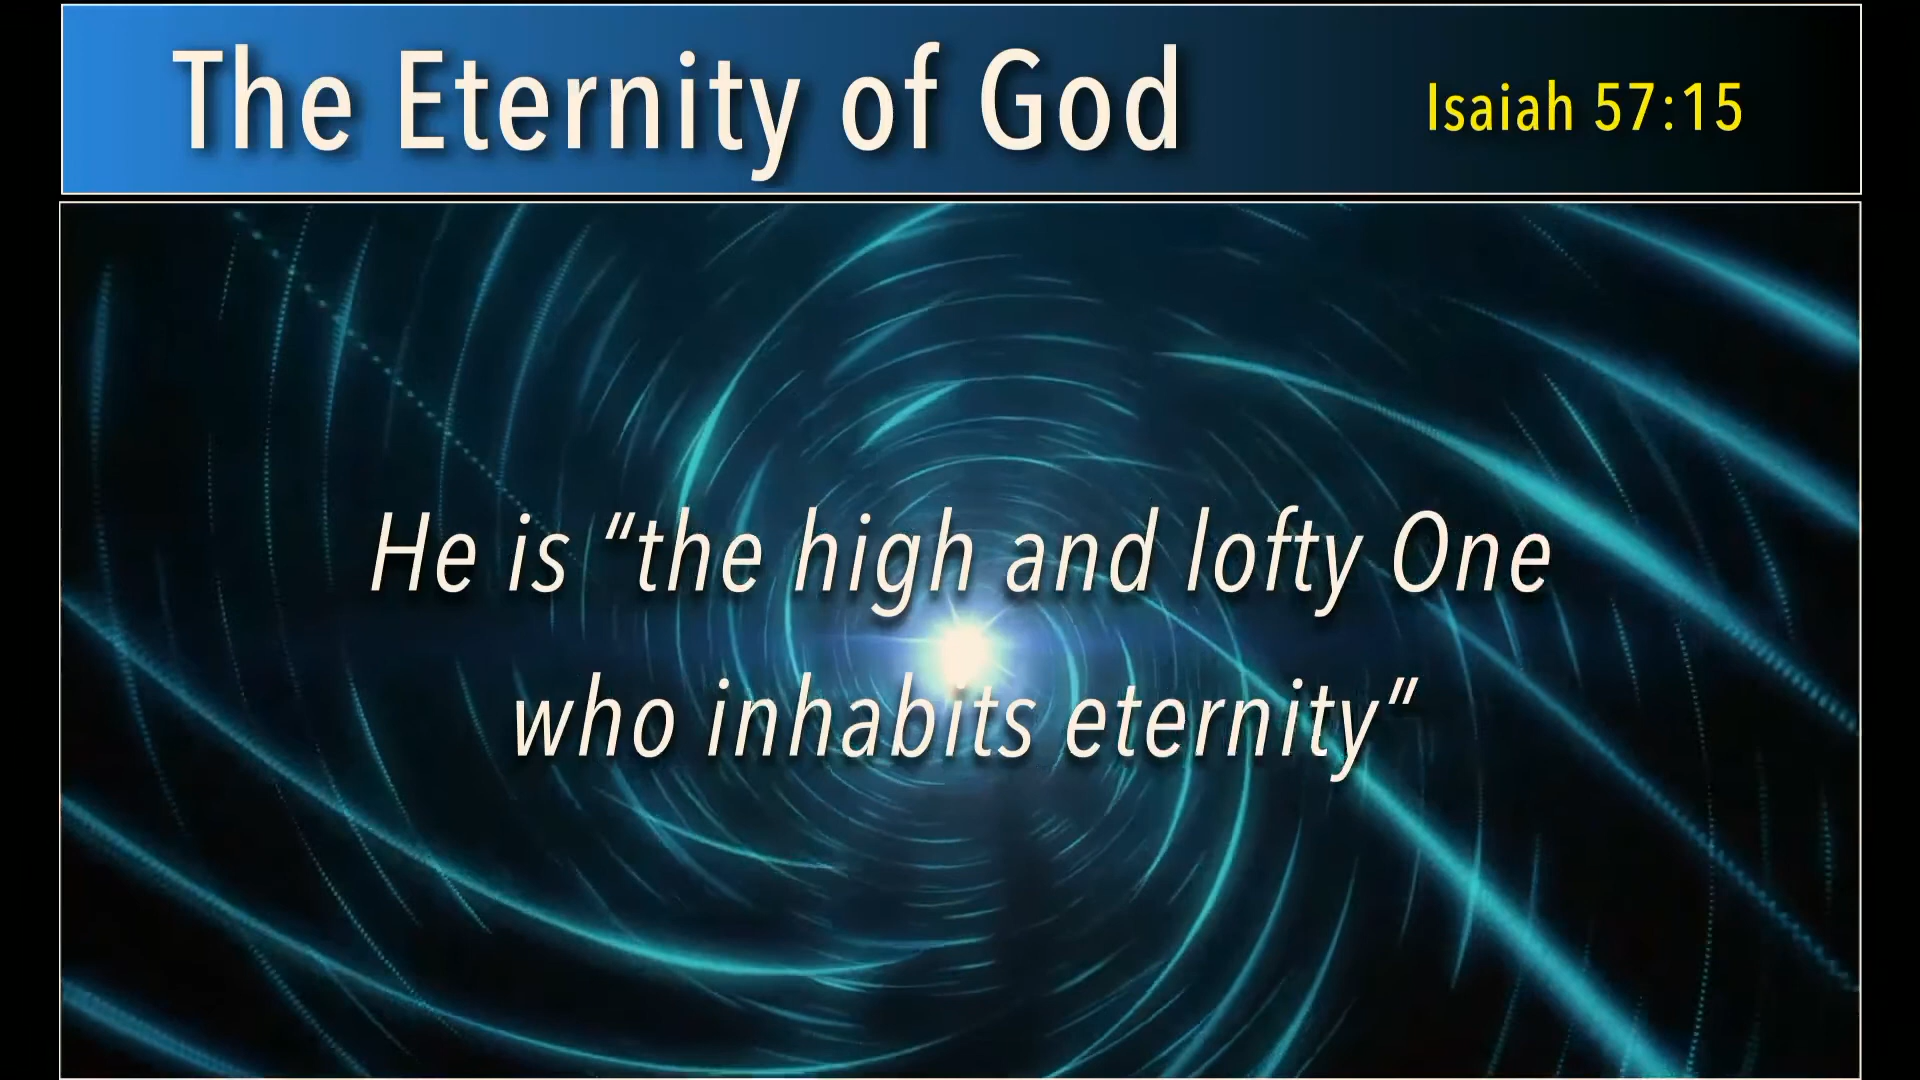 The Eternity of God
Isaiah 57:15
He is “the high and lofty One
who inhabits eternity”